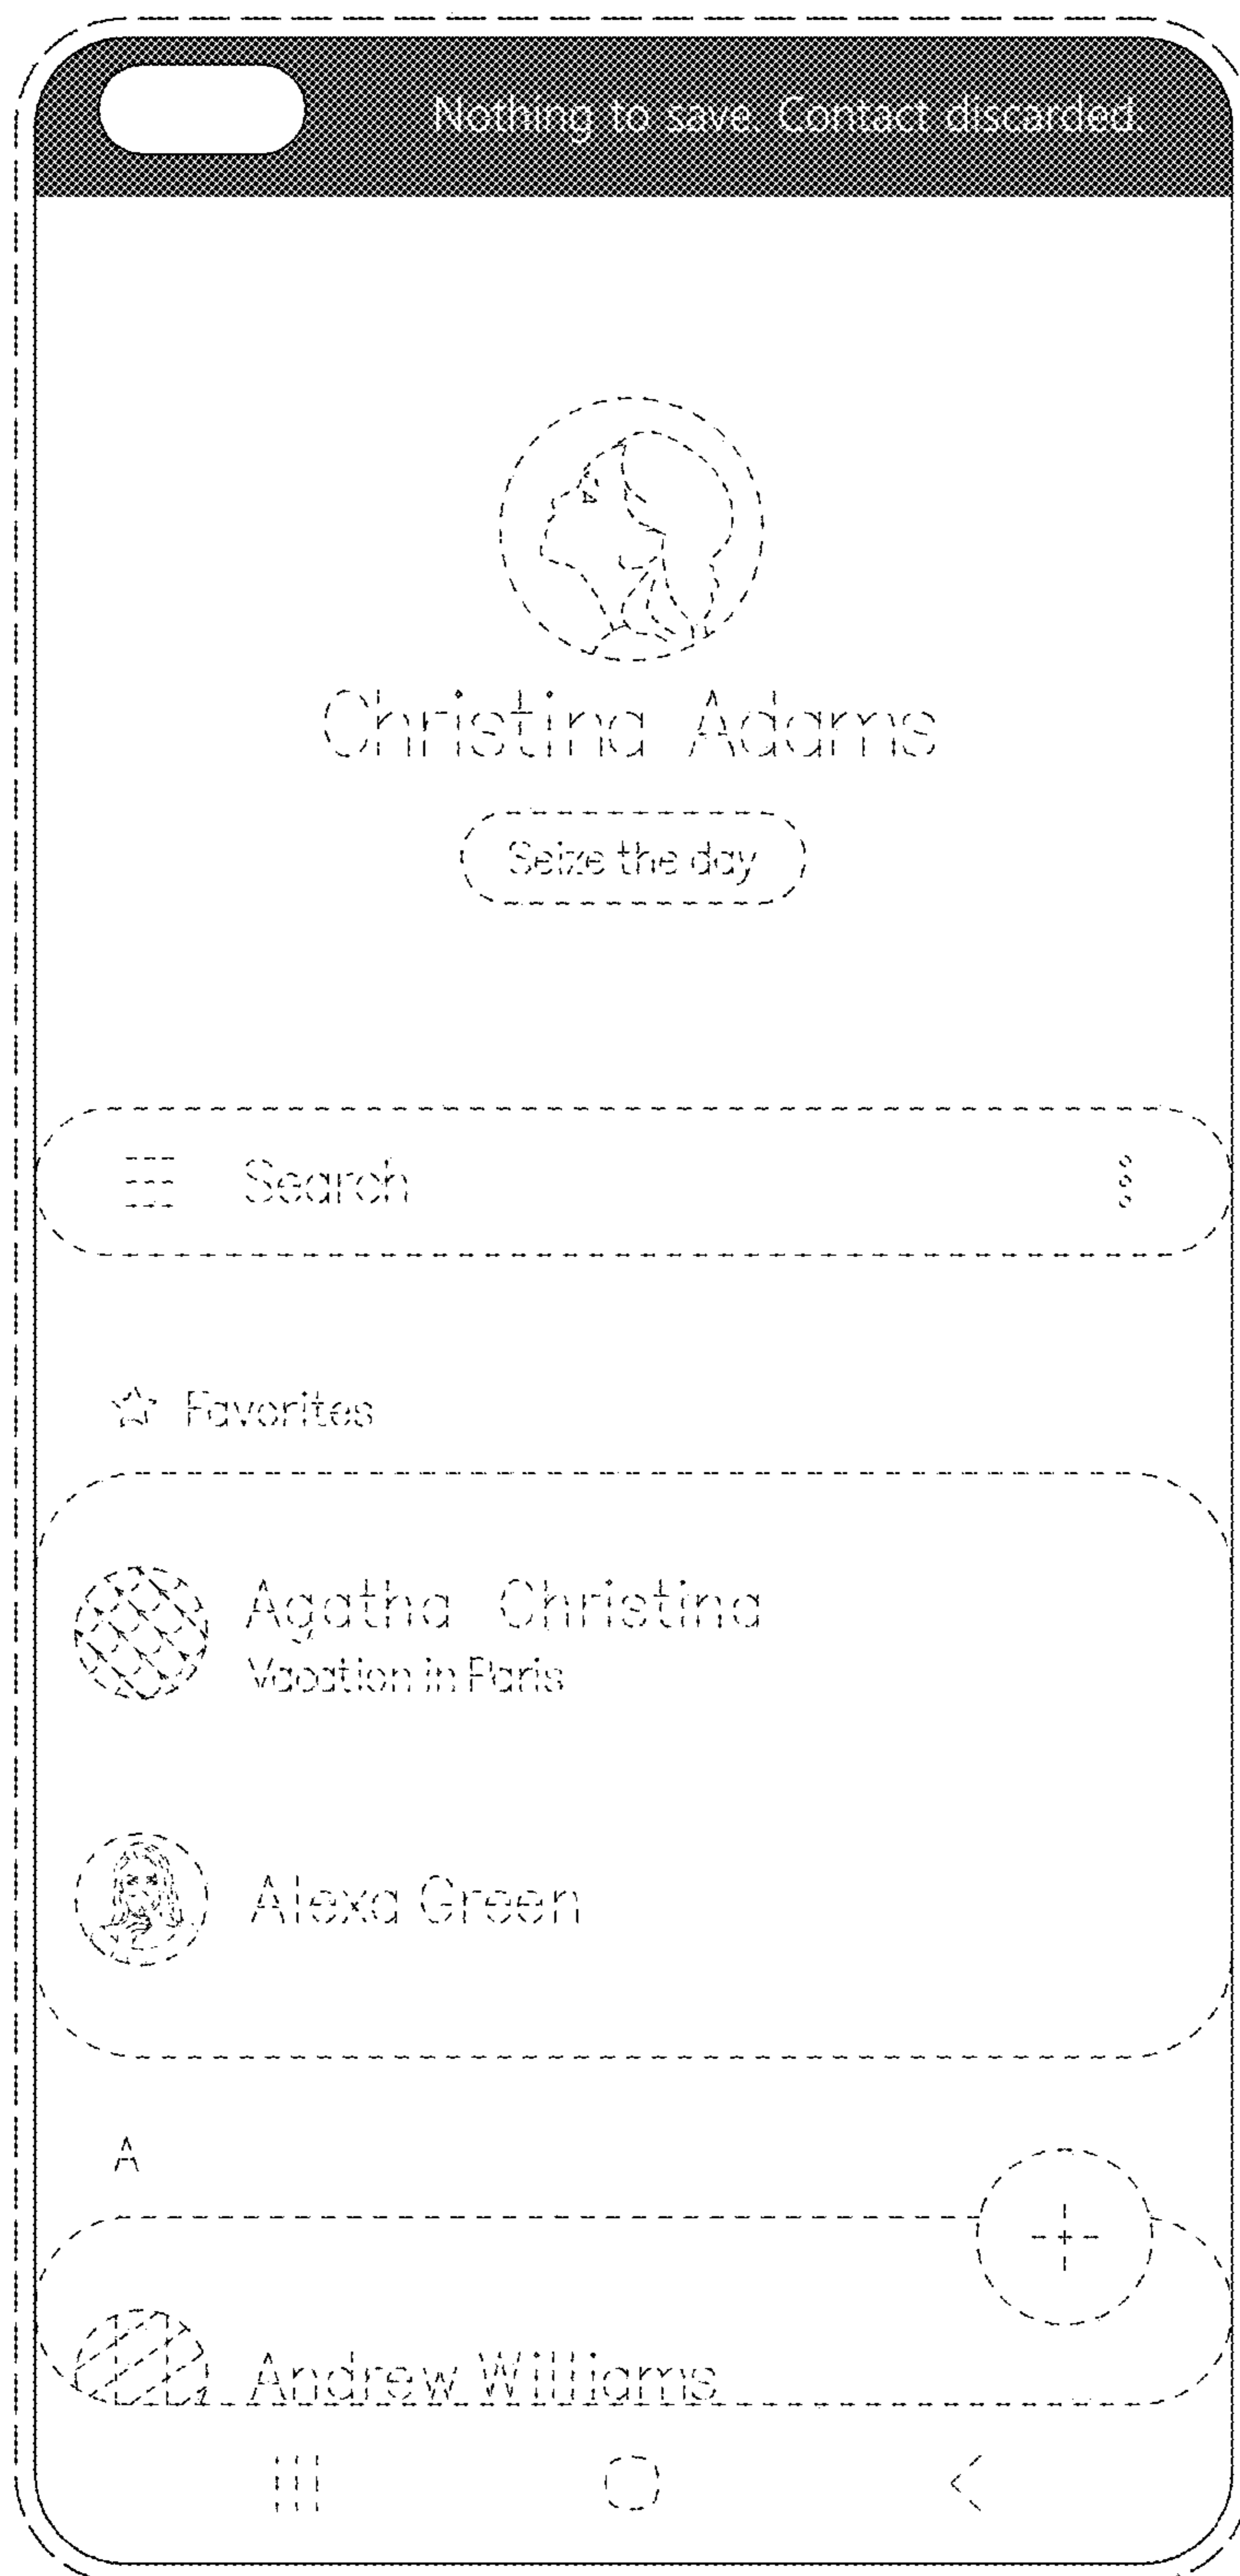 Nothing to save. Contact discarded.
Christina Adams
Seize the day
Search
Favorites
Agatha Christina
Vacation in Paris
Alexa Green
A
Andrew Williams